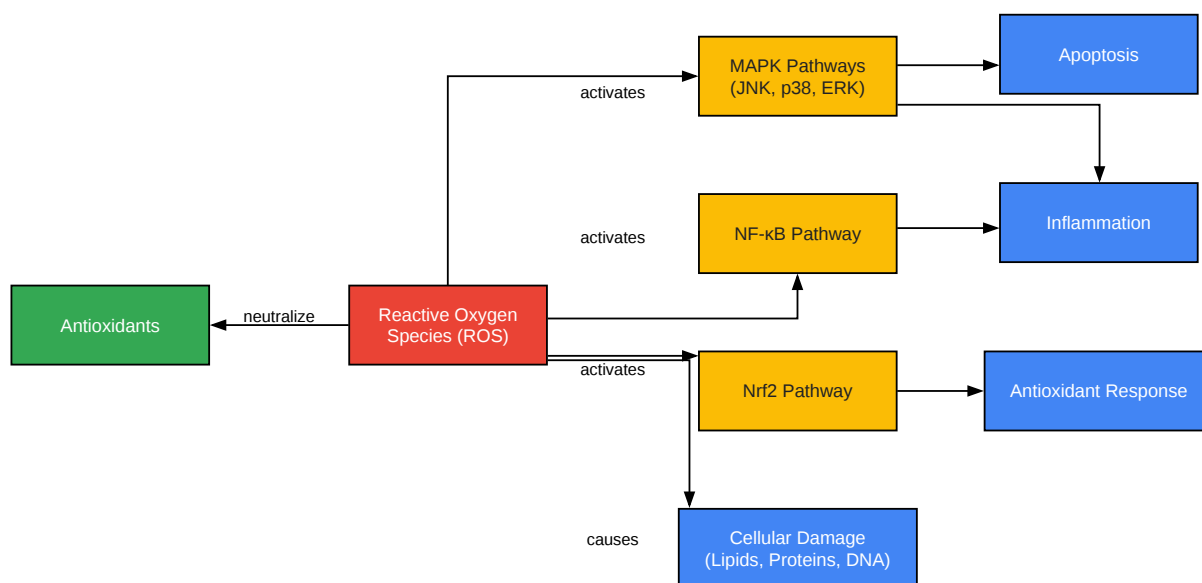 Apoptosis
MAPK Pathways
(JNK, p38, ERK)
activates
Inflammation
NF-κB Pathway
activates
Antioxidants
neutralize
Reactive Oxygen
Species (ROS)
activates
Nrf2 Pathway
Antioxidant Response
causes
Cellular Damage
(Lipids, Proteins, DNA)